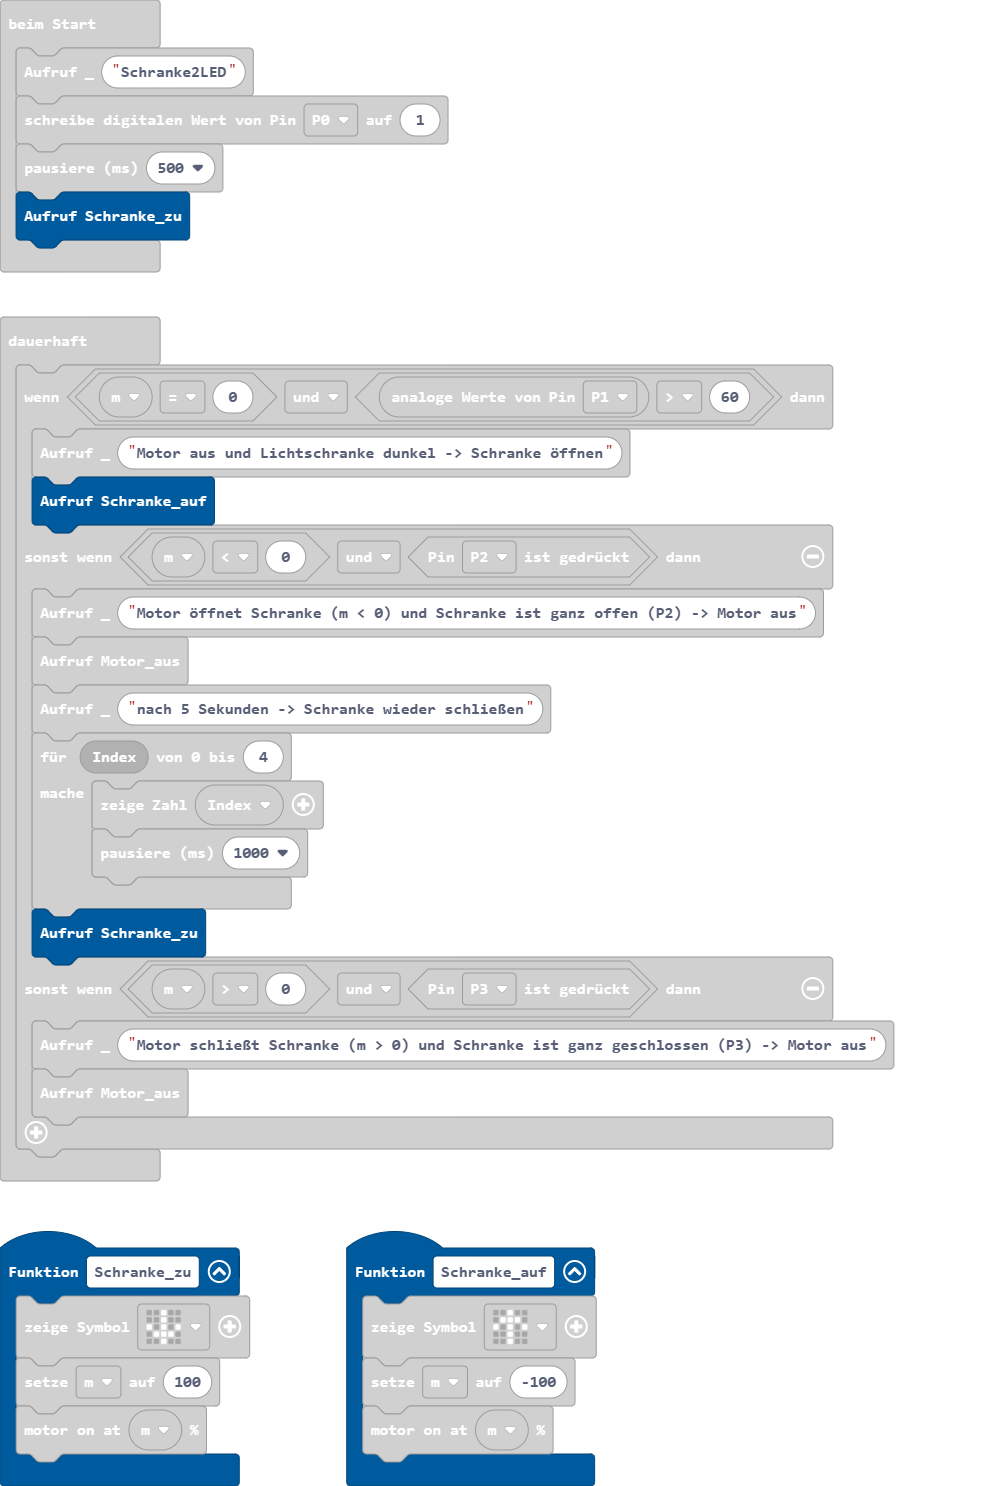 beim Start
Aufruf _ "Schranke2LED"
schreibe digitalen Wert von Pin P0 auf 1
pausiere (ms) 500
Aufruf Schranke_zu
dauerhaft
wenn m = 0 und analoge Werte von Pin P1 > 60 dann
Aufruf _ "Motor aus und Lichtschranke dunkel -> Schranke öffnen"
Aufruf Schranke_auf
sonst wenn m < 0 und Pin P2 ist gedrückt dann
Aufruf _ "Motor öffnet Schranke (m < 0) und Schranke ist ganz offen (P2) -> Motor aus"
Aufruf Motor_aus
Aufruf _ "nach 5 Sekunden -> Schranke wieder schließen"
für Index von 0 bis 4
mache
zeige Zahl Index
pausiere (ms) 1000
Aufruf Schranke_zu
sonst wenn m > 0 und Pin P3 ist gedrückt dann
Aufruf _ "Motor schließt Schranke (m > 0) und Schranke ist ganz geschlossen (P3) -> Motor aus"
Aufruf Motor_aus
Funktion Schranke_zu
zeige Symbol
setze m auf 100
motor on at m %
Funktion Schranke_auf
zeige Symbol
setze m auf -100
motor on at m %